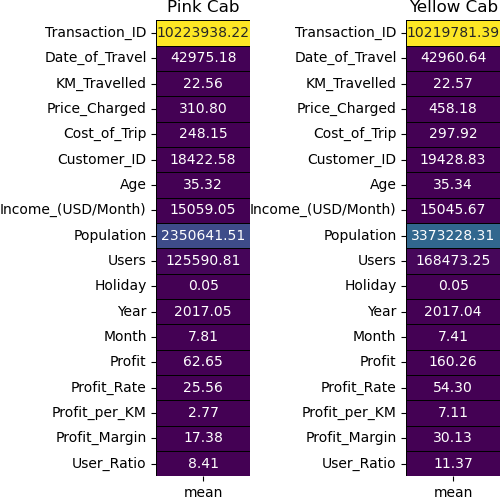 Pink Cab Yellow Cab
Transaction_ID 10223938.22 Transaction_ID 10219781.39
Date_of_Travel 42975.18 Date_of_Travel 42960.64
KM_Travelled 22.56 KM_Travelled 22.57
Price_Charged 310.80 Price_Charged 458.18
Cost_of_Trip 248.15 Cost_of_Trip 297.92
Customer_ID 18422.58 Customer_ID 19428.83
Age 35.32 Age 35.34
Income_(USD/Month) 15059.05 Income_(USD/Month) 15045.67
Population 2350641.51 Population 3373228.31
Users 125590.81 Users 168473.25
Holiday 0.05 Holiday 0.05
Year 2017.05 Year 2017.04
Month 7.81 Month 7.41
Profit 62.65 Profit 160.26
Profit_Rate 25.56 Profit_Rate 54.30
Profit_per_KM 2.77 Profit_per_KM 7.11
Profit_Margin 17.38 Profit_Margin 30.13
User_Ratio 8.41 User_Ratio 11.37
mean mean